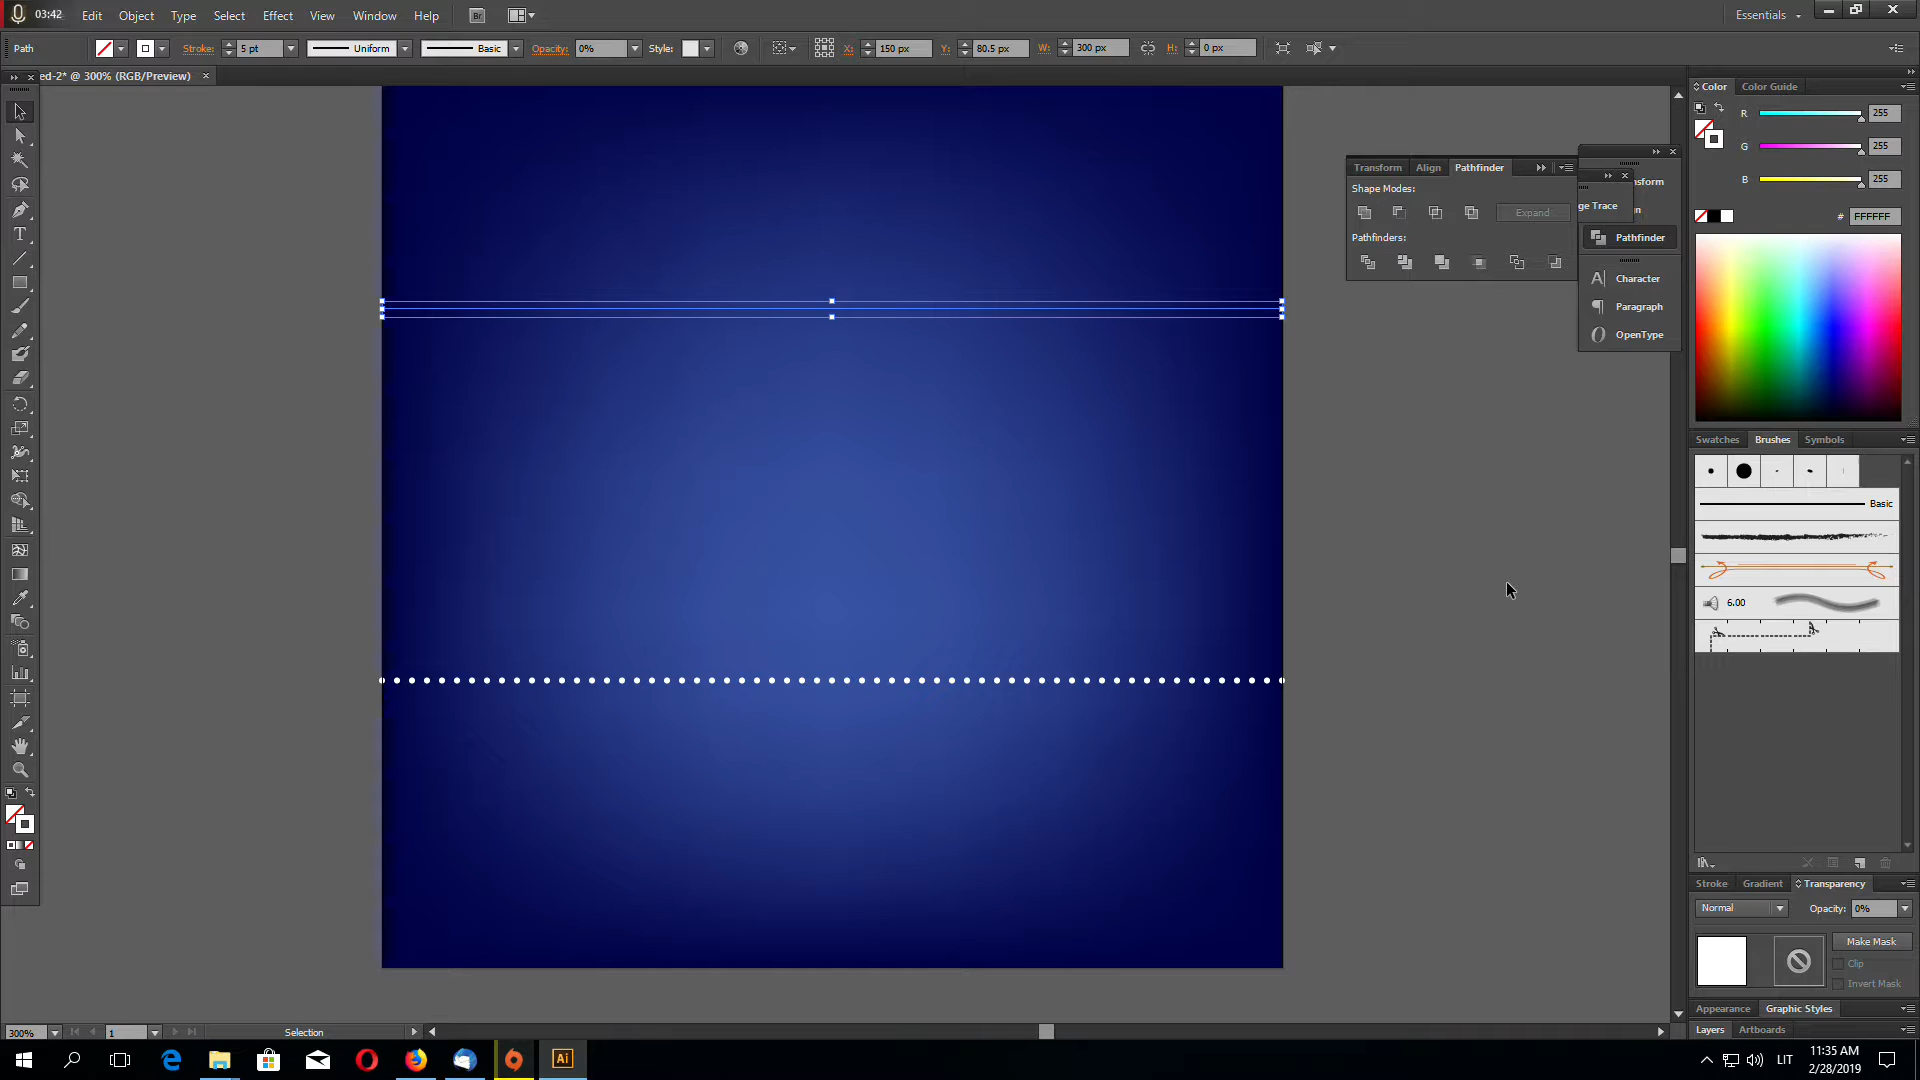 03:42 Edit Object Type Select Effect View Window Help Br Essentials
Path Stroke: 5 pt Uniform Basic Opacity: 0% Style: X: 150 px Y: 80.5 px W: 300 px H: 0 px
ed-2* @ 300% (RGB/Preview)
Color Color Guide
R 255
G 255
B 255
# FFFFFF
Transform Align Pathfinder
Shape Modes:
Expand
Pathfinders:
nsform
ge Trace
Pathfinder
Character
Paragraph
OpenType
Swatches Brushes Symbols
Basic
6.00
Stroke Gradient Transparency
Normal Opacity: 0%
Make Mask
Clip
Invert Mask
Appearance Graphic Styles
Layers Artboards
300% 1 Selection
Ai LIT 11:35 AM
2/28/2019